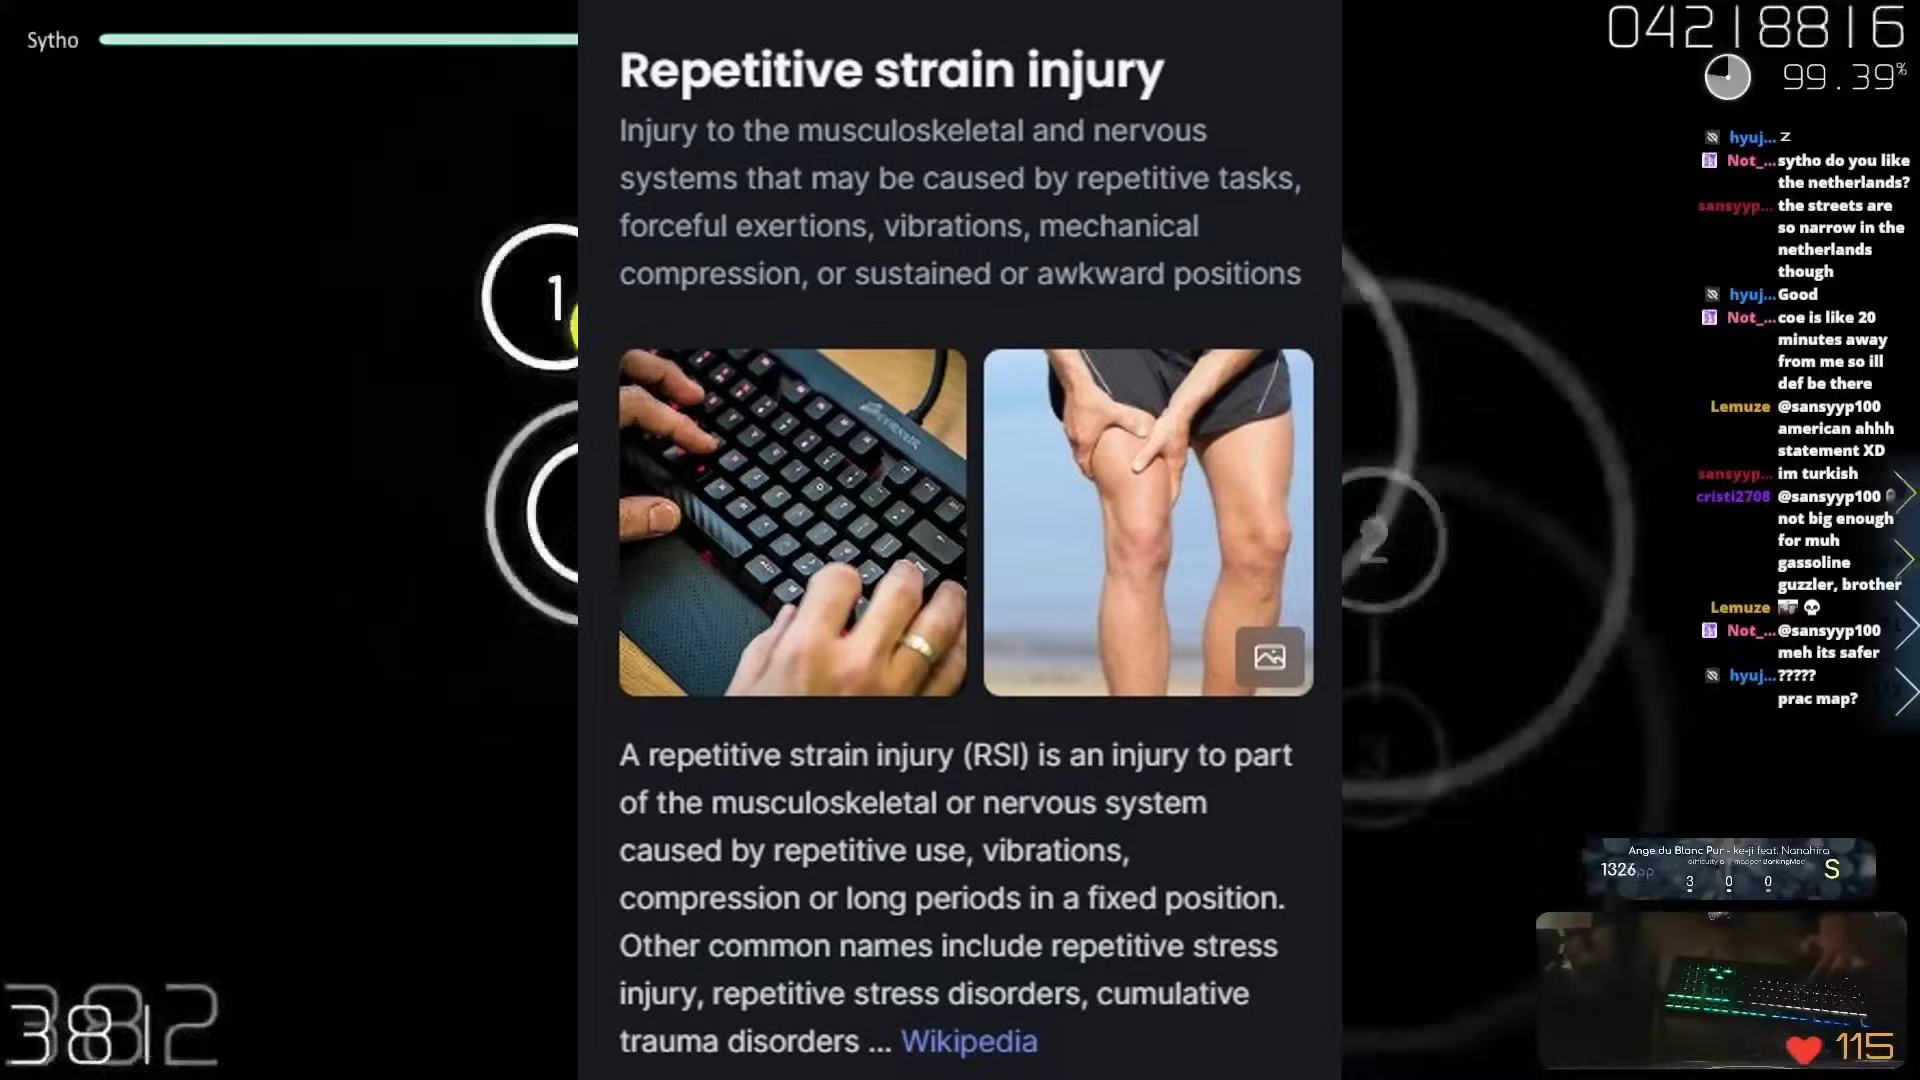 Sytho
04218816
99.39%
Repetitive strain injury
Injury to the musculoskeletal and nervous
systems that may be caused by repetitive tasks,
forceful exertions, vibrations, mechanical
compression, or sustained or awkward positions
1
2
3
A repetitive strain injury (RSI) is an injury to part
of the musculoskeletal or nervous system
caused by repetitive use, vibrations,
compression or long periods in a fixed position.
Other common names include repetitive stress
injury, repetitive stress disorders, cumulative
trauma disorders ... Wikipedia
hyuj... z
Not_... sytho do you like
the netherlands?
sansyyp... the streets are
so narrow in the
netherlands
though
hyuj... Good
Not_... coe is like 20
minutes away
from me so ill
def be there
Lemuze @sansyyp100
american ahhh
statement XD
sansyyp... im turkish
cristi2708 @sansyyp100
not big enough
for muh
gassoline
guzzler, brother
Lemuze
Not_... @sansyyp100
meh its safer
hyuj... ?????
prac map?
Ange du Blanc Pur - ke-ji feat. Nanahira
1326pp
3 0 0
S
115